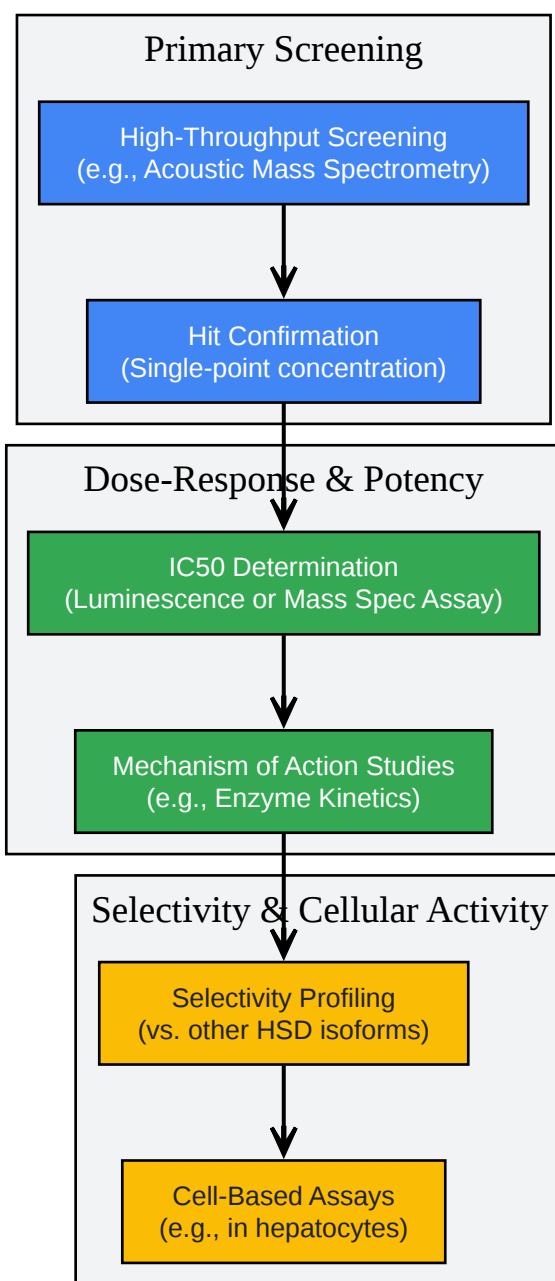 Primary Screening
High-Throughput Screening
(e.g., Acoustic Mass Spectrometry)
Hit Confirmation
(Single-point concentration)
Dose-Response & Potency
IC50 Determination
(Luminescence or Mass Spec Assay)
Mechanism of Action Studies
(e.g., Enzyme Kinetics)
Selectivity & Cellular Activity
Selectivity Profiling
(vs. other HSD isoforms)
Cell-Based Assays
(e.g., in hepatocytes)